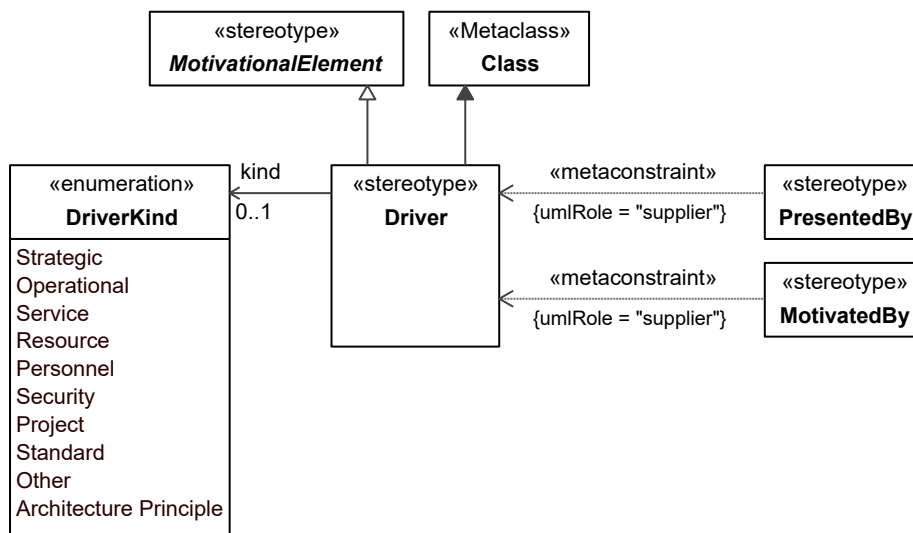 «stereotype»
MotivationalElement
«Metaclass»
Class
«enumeration»
DriverKind
Strategic
Operational
Service
Resource
Personnel
Security
Project
Standard
Other
Architecture Principle
kind
0..1
«stereotype»
Driver
«metaconstraint»
{umlRole = "supplier"}
«stereotype»
PresentedBy
«metaconstraint»
{umlRole = "supplier"}
«stereotype»
MotivatedBy